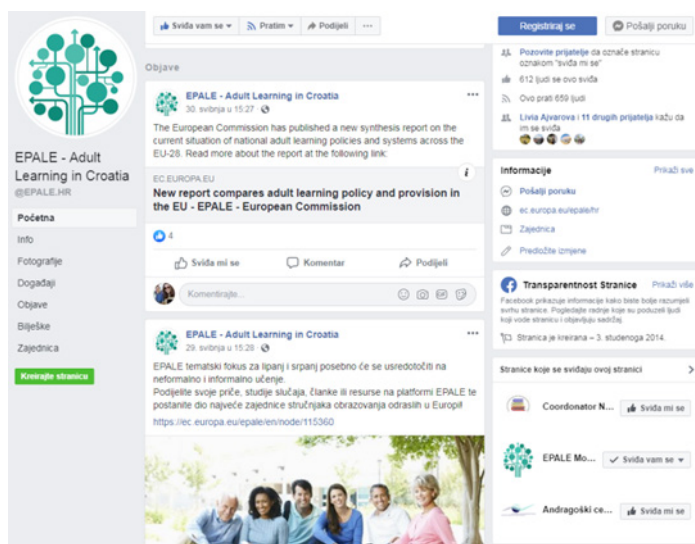 EPALE - Adult
Learning in Croatia
@EPALE.HR
Početna
Info
Fotografije
Događaji
Objave
Bilješke
Zajednica
Kreirajte stranicu
Sviđa vam se
Pratim
Podijeli
Objave
EPALE - Adult Learning in Croatia
30. svibnja u 15:27
The European Commission has published a new synthesis report on the
current situation of national adult learning policies and systems across the
EU-28. Read more about the report at the following link:
EC.EUROPA.EU
New report compares adult learning policy and provision in
the EU - EPALE - European Commission
4
Sviđa mi se
Komentar
Podijeli
Komentirajte...
GIF
EPALE - Adult Learning in Croatia
29. svibnja u 15:28
EPALE tematski fokus za lipanj i srpanj posebno će se usredotočiti na
neformalno i informalno učenje.
Podijelite svoje priče, studije slučaja, članke ili resurse na platformi EPALE te
postanite dio najveće zajednice stručnjaka obrazovanja odraslih u Europi!
https://ec.europa.eu/epale/en/node/115360
Registriraj se
Pošalji poruku
Pozovite prijatelje da označe stranicu
oznakom "sviđa mi se"
612 ljudi se ovo sviđa
Ovo prati 659 ljudi
Livia Ajvarova i 11 drugih prijatelja kažu da
im se sviđa
Informacije
Prikaži sve
Pošalji poruku
ec.europa.eu/epale/hr
Zajednica
Predložite izmjene
Transparentnost Stranice
Prikaži više
Facebook prikazuje informacije kako biste bolje razumjeli
svrhu stranice. Pogledajte radnje koje su poduzeli ljudi
koji vode stranicu i objavljuju sadržaj.
Stranica je kreirana – 3. studenoga 2014.
Stranice koje se sviđaju ovoj stranici
Coordonator N...
Sviđa mi se
EPALE Mo...
Sviđa vam se
Andragoški ce...
Sviđa mi se